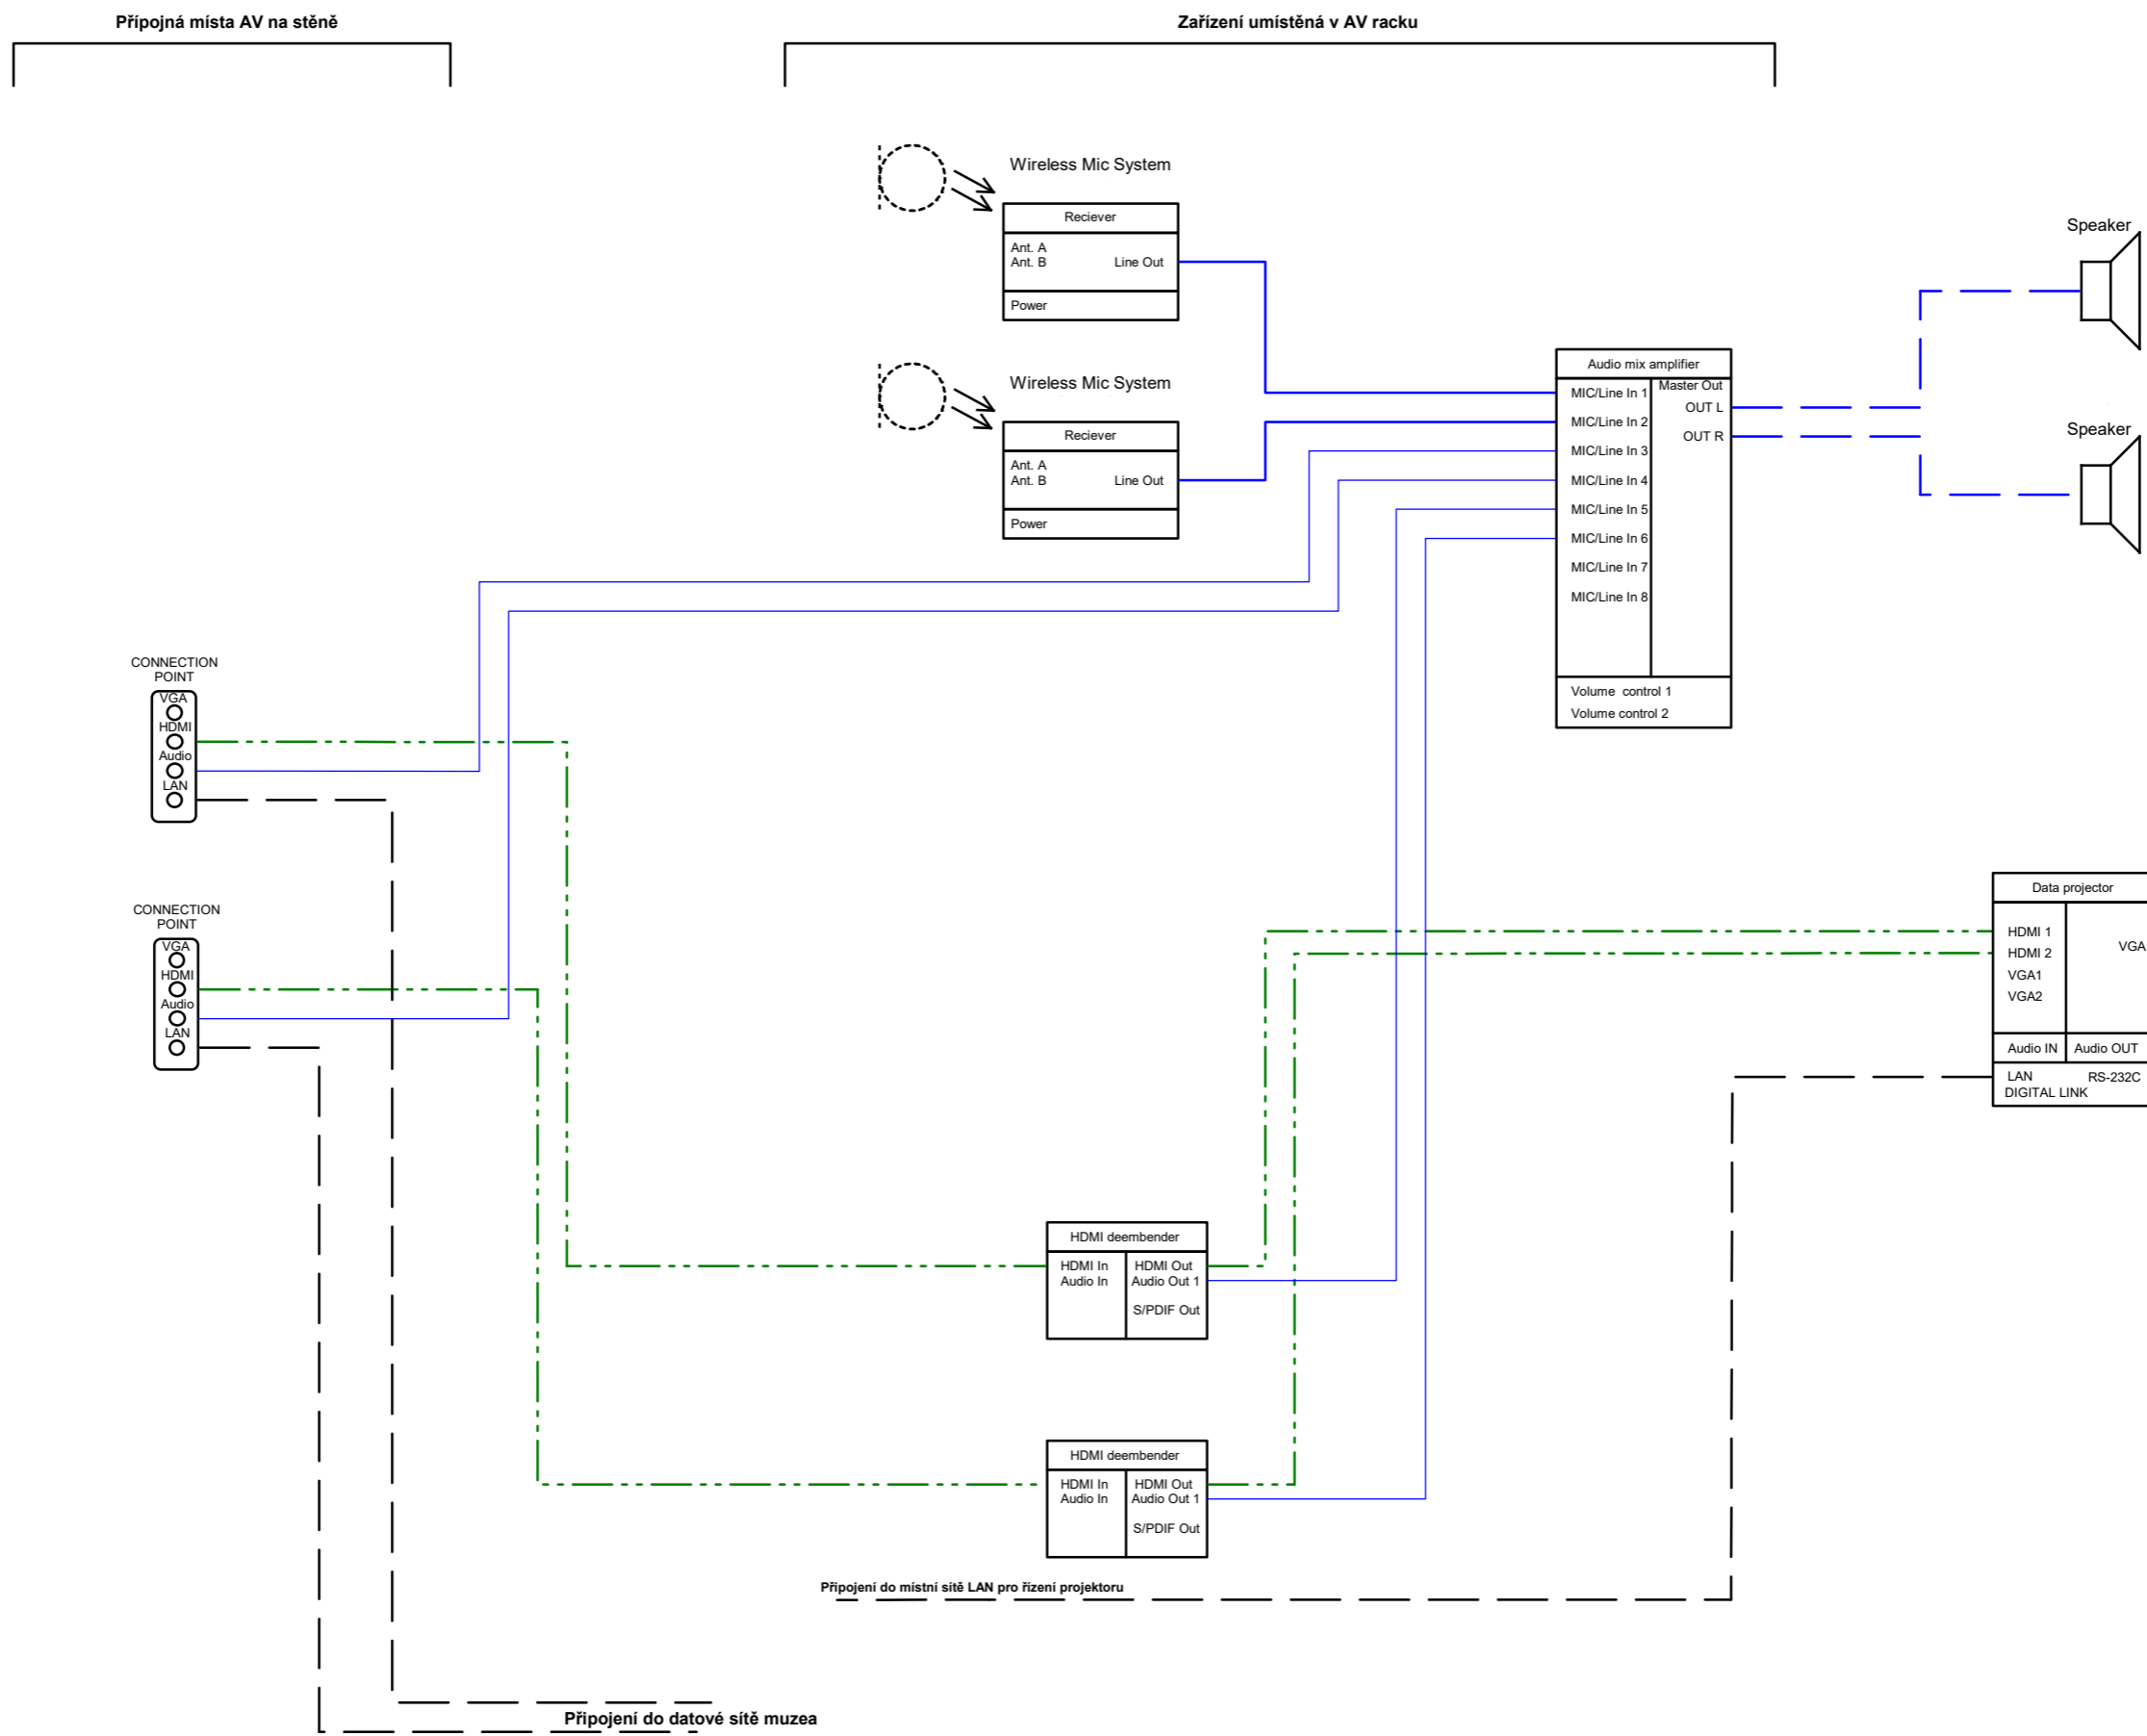 Přípojná místa AV na stěně
Zařízení umístěná v AV racku
Wireless Mic System
Reciever
Ant. A
Ant. B
Line Out
Power
Wireless Mic System
Reciever
Ant. A
Ant. B
Line Out
Power
Audio mix amplifier
MIC/Line In 1
MIC/Line In 2
MIC/Line In 3
MIC/Line In 4
MIC/Line In 5
MIC/Line In 6
MIC/Line In 7
MIC/Line In 8
Master Out
OUT L
OUT R
Volume control 1
Volume control 2
Speaker
Speaker
CONNECTION
POINT
VGA
HDMI
Audio
LAN
CONNECTION
POINT
VGA
HDMI
Audio
LAN
Data projector
HDMI 1
HDMI 2
VGA1
VGA2
VGA
Audio IN
Audio OUT
LAN
RS-232C
DIGITAL LINK
HDMI deembender
HDMI In
Audio In
HDMI Out
Audio Out 1
S/PDIF Out
HDMI deembender
HDMI In
Audio In
HDMI Out
Audio Out 1
S/PDIF Out
Připojení do místní sítě LAN pro řízení projektoru
Připojení do datové sítě muzea